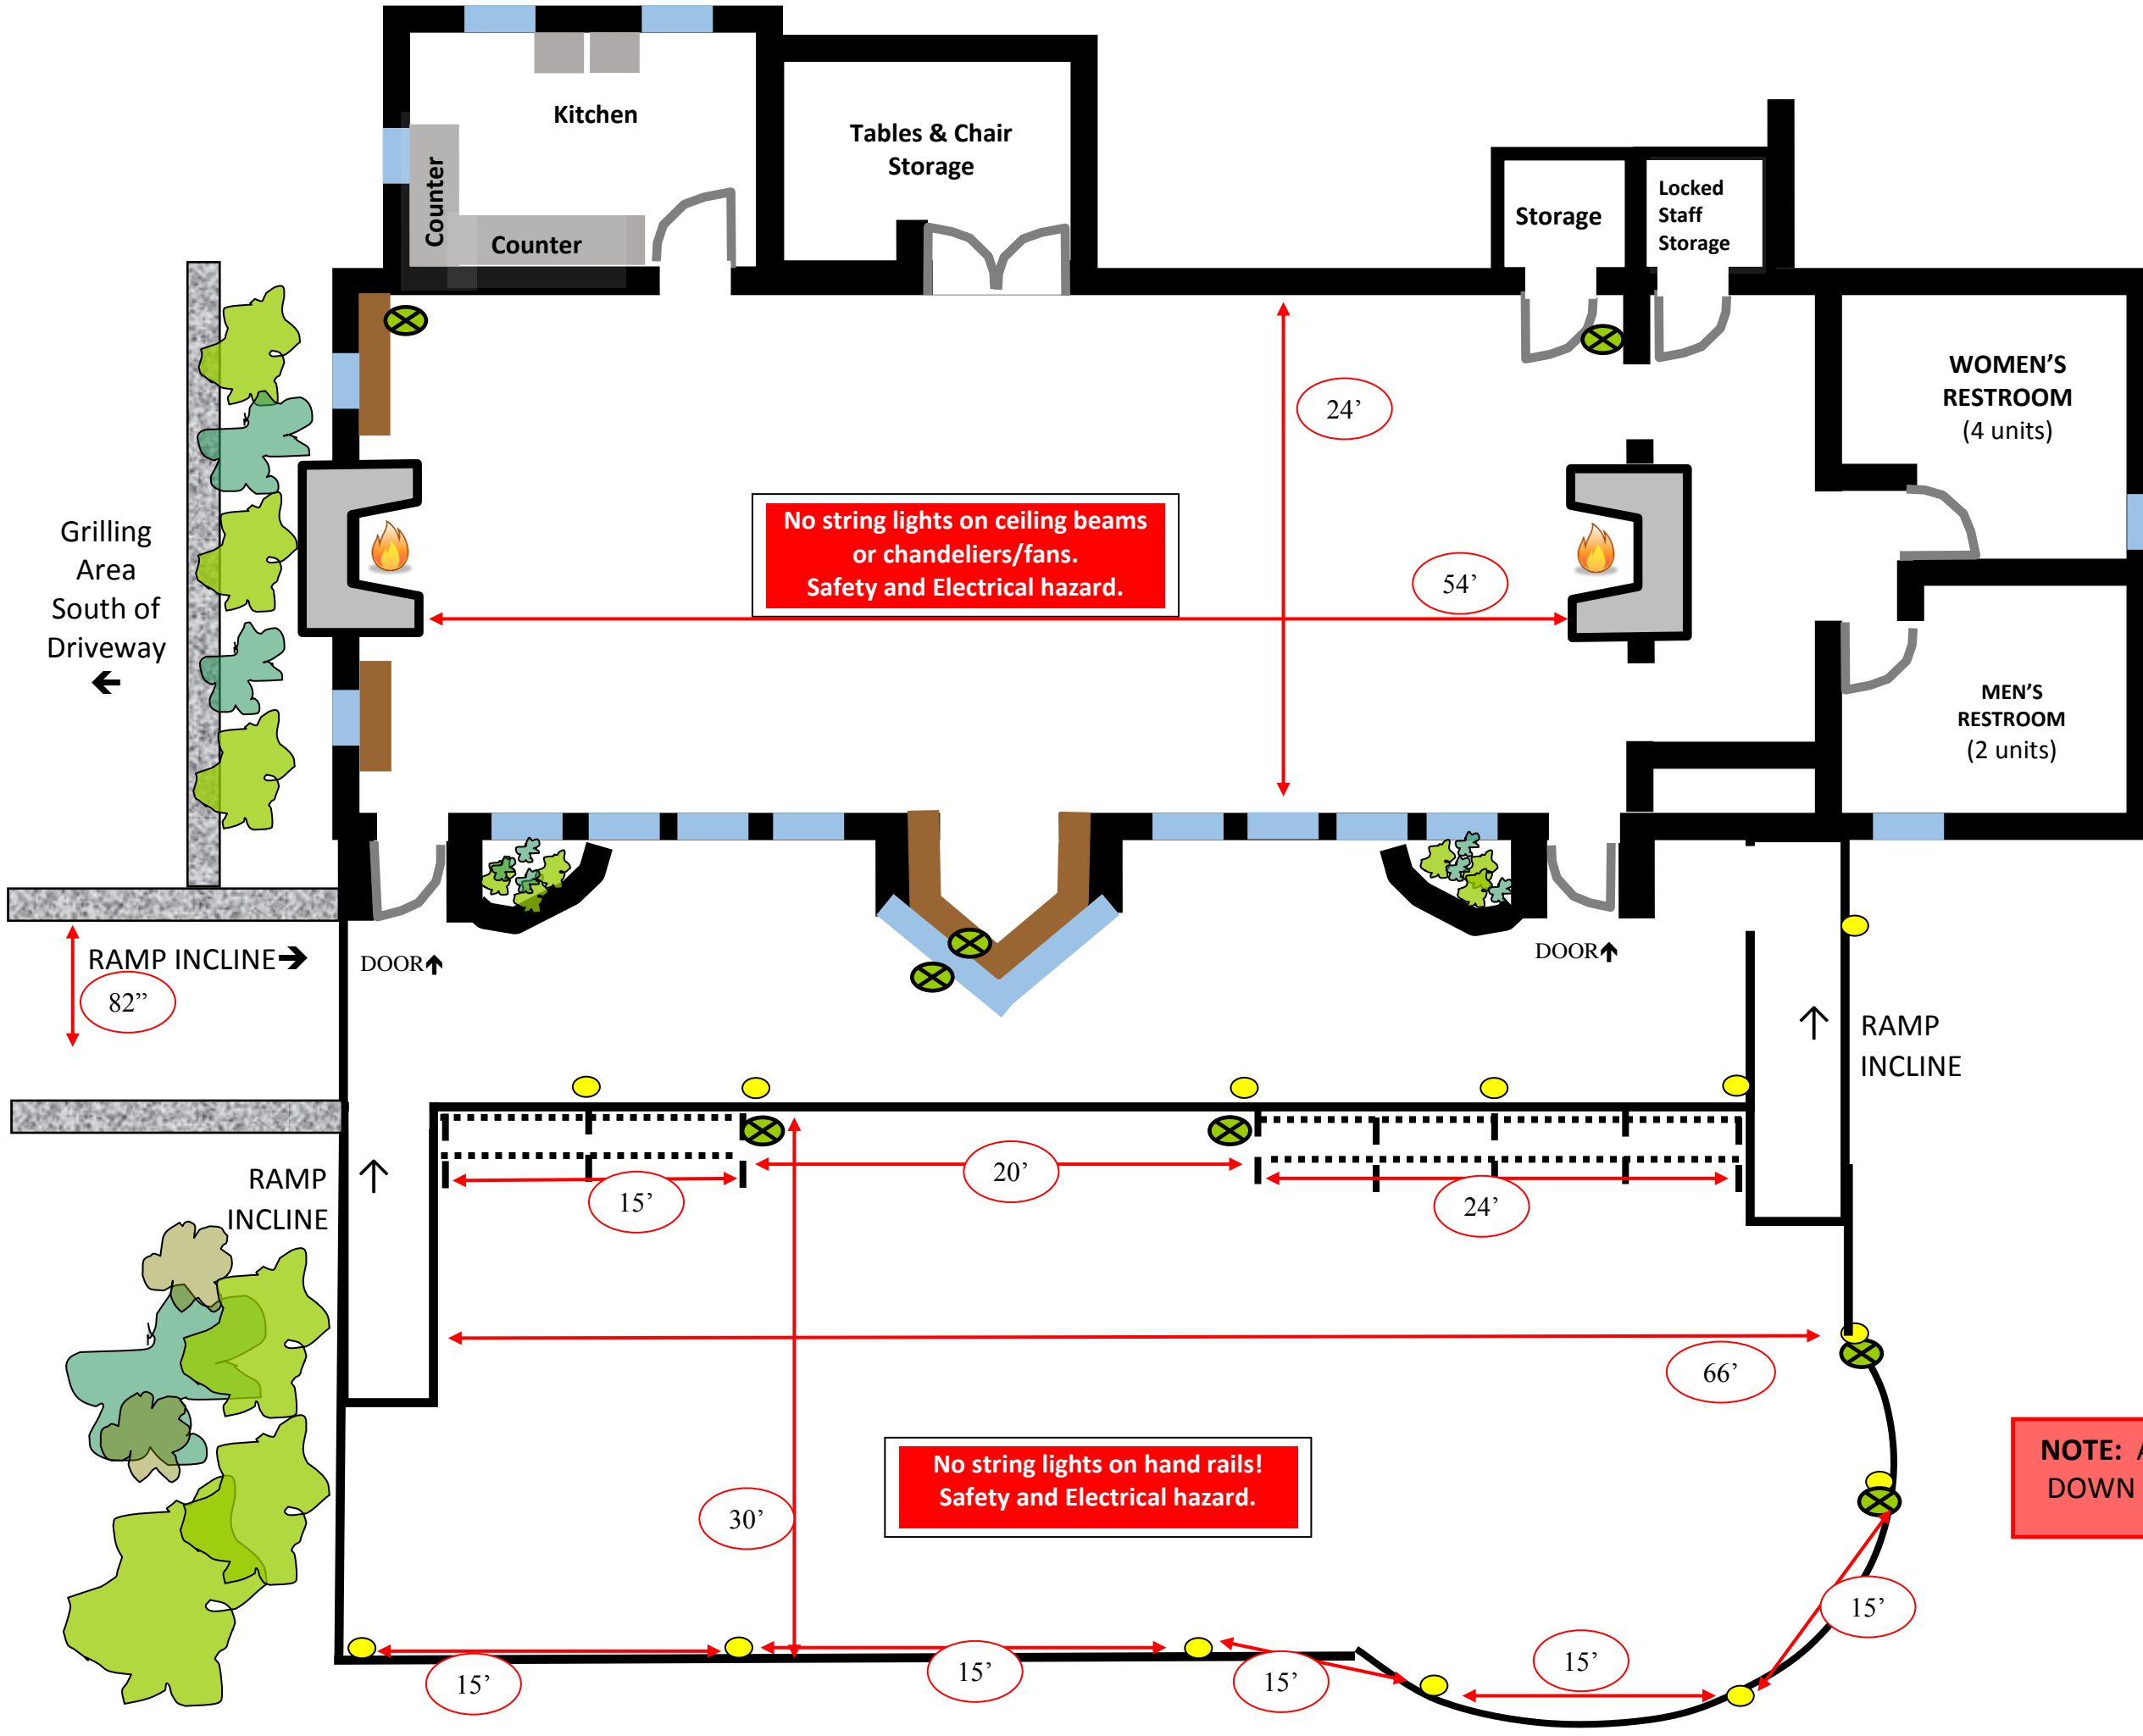 Kitchen
Counter
Counter
Tables & Chair
Storage
Storage
Locked
Staff
Storage
WOMEN’S
RESTROOM
(4 units)
24’
No string lights on ceiling beams
or chandeliers/fans.
Safety and Electrical hazard.
54’
Grilling
Area
South of
Driveway
🡸
MEN’S
RESTROOM
(2 units)
RAMP INCLINE🡺
82”
DOOR🡹
DOOR🡹
↑
RAMP
INCLINE
RAMP
INCLINE
↑
15’
20’
24’
66’
No string lights on hand rails!
Safety and Electrical hazard.
30’
NOTE: A
DOWN
15’
15’
15’
15’
15’